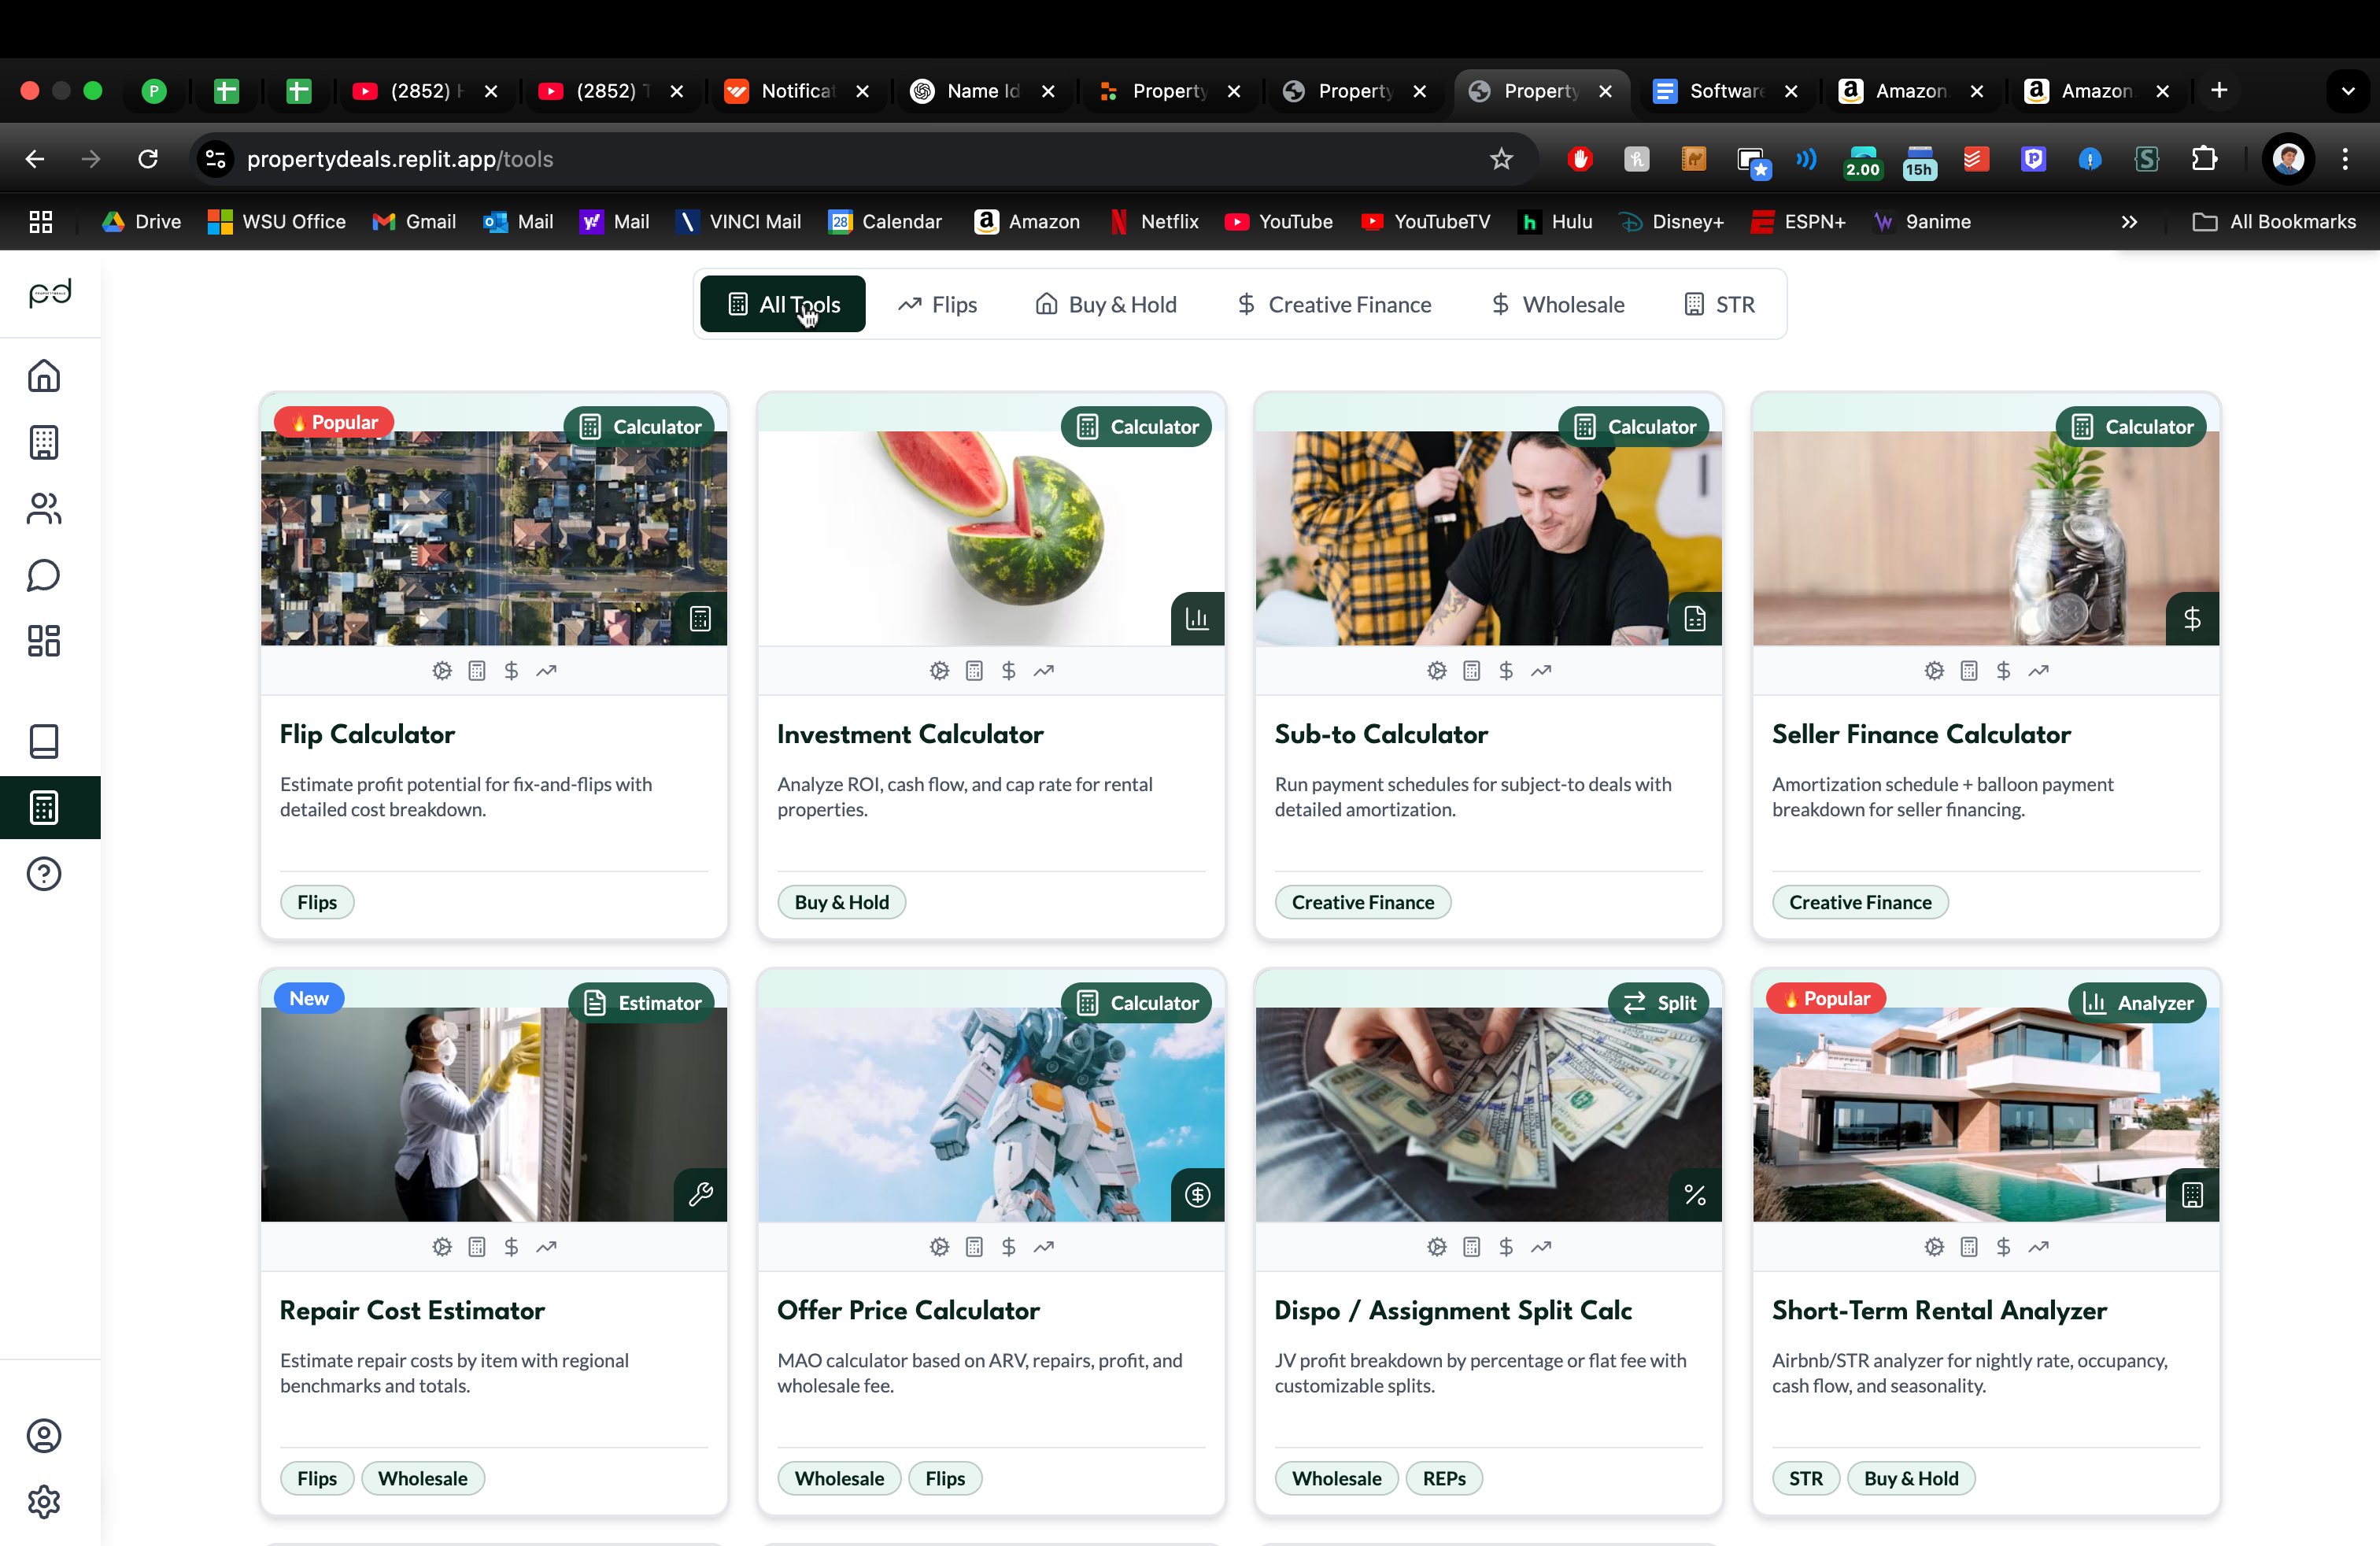 (2852) H
(2852) T
Notificat
Name Id
Property
Property
Property
Software
Amazon
Amazon
propertydeals.replit.app/tools
2.00
15h
Drive
WSU Office
Gmail
Mail
Mail
VINCI Mail
28
Calendar
Amazon
Netflix
YouTube
YouTubeTV
Hulu
Disney+
ESPN+
9anime
All Bookmarks
pd
All Tools
Flips
Buy & Hold
Creative Finance
Wholesale
STR
Popular
Calculator
Calculator
Calculator
Calculator
Flip Calculator
Investment Calculator
Sub-to Calculator
Seller Finance Calculator
Estimate profit potential for fix-and-flips with
detailed cost breakdown.
Analyze ROI, cash flow, and cap rate for rental
properties.
Run payment schedules for subject-to deals with
detailed amortization.
Amortization schedule + balloon payment
breakdown for seller financing.
Flips
Buy & Hold
Creative Finance
Creative Finance
New
Estimator
Calculator
Split
Popular
Analyzer
Repair Cost Estimator
Offer Price Calculator
Dispo / Assignment Split Calc
Short-Term Rental Analyzer
Estimate repair costs by item with regional
benchmarks and totals.
MAO calculator based on ARV, repairs, profit, and
wholesale fee.
JV profit breakdown by percentage or flat fee with
customizable splits.
Airbnb/STR analyzer for nightly rate, occupancy,
cash flow, and seasonality.
Flips
Wholesale
Wholesale
Flips
Wholesale
REPs
STR
Buy & Hold